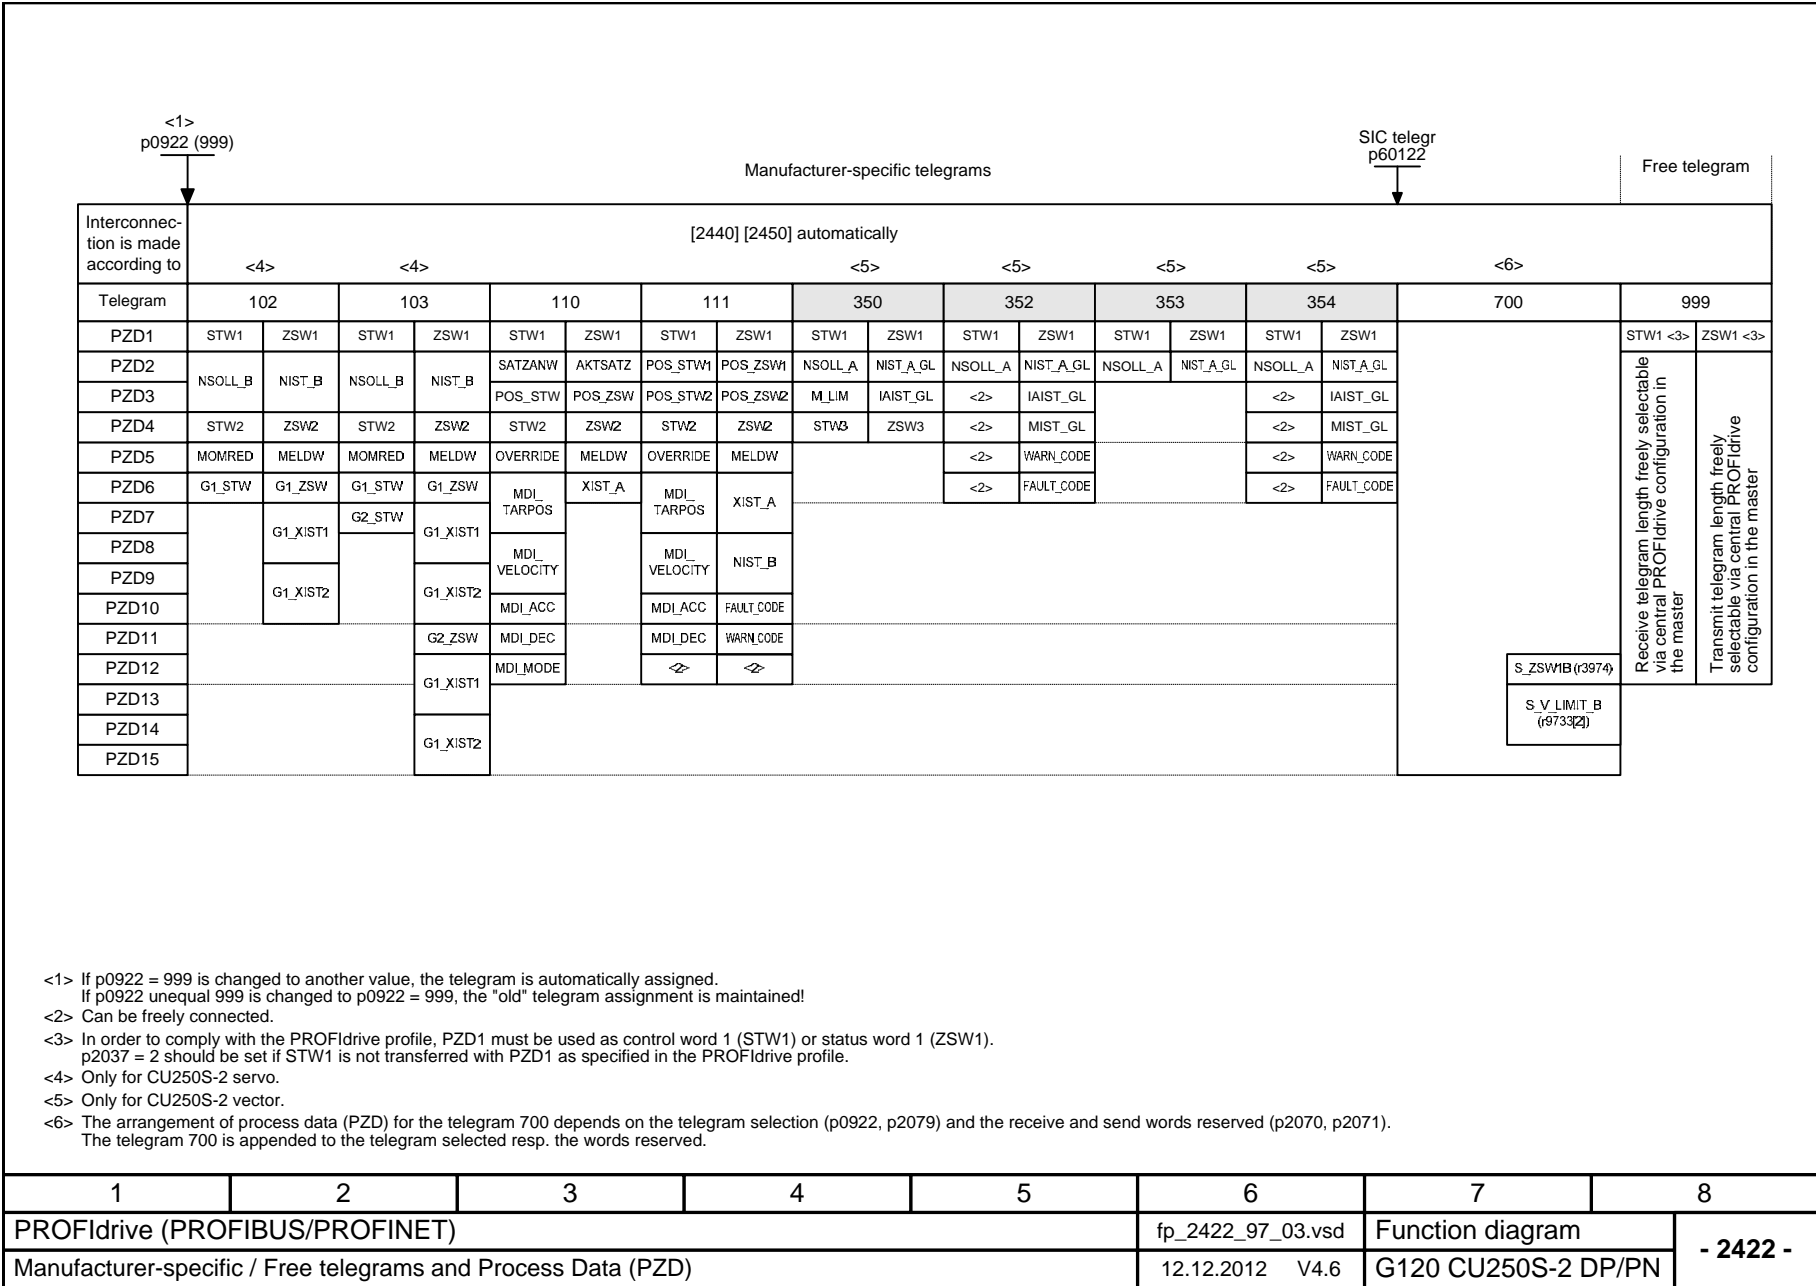 <1>
p0922 (999)
Manufacturer-specific telegrams
SIC telegr
p60122
Free telegram
Interconnec-
tion is made
according to
[2440] [2450] automatically
<4> <4> <5> <5> <5> <5> <6>
Telegram 102 103 110 111 350 352 353 354 700 999
PZD1 STW1 ZSW1 STW1 ZSW1 STW1 ZSW1 STW1 ZSW1 STW1 ZSW1 STW1 ZSW1 STW1 ZSW1 STW1 ZSW1 STW1 <3> ZSW1 <3>
PZD2 NSOLL_B NIST_B NSOLL_B NIST_B SATZANW AKTSATZ POS_STW1 POS_ZSW1 NSOLL_A NIST_A_GL NSOLL_A NIST_A_GL NSOLL_A NIST_A_GL NSOLL_A NIST_A_GL
PZD3 POS_STW POS_ZSW POS_STW2 POS_ZSW2 M_LIM IAIST_GL <2> IAIST_GL <2> IAIST_GL
PZD4 STW2 ZSW2 STW2 ZSW2 STW2 ZSW2 STW2 ZSW2 STW3 ZSW3 <2> MIST_GL <2> MIST_GL
PZD5 MOMRED MELDW MOMRED MELDW OVERRIDE MELDW OVERRIDE MELDW <2> WARN_CODE <2> WARN_CODE
PZD6 G1_STW G1_ZSW G1_STW G1_ZSW MDI_ XIST_A MDI_ XIST_A <2> FAULT_CODE <2> FAULT_CODE
TARPOS TARPOS
PZD7 G1_XIST1 G2_STW G1_XIST1
PZD8 MDI_ MDI_ NIST_B
VELOCITY VELOCITY
PZD9 G1_XIST2 G1_XIST2
PZD10 MDI_ACC MDI_ACC FAULT_CODE
PZD11 G2_ZSW MDI_DEC MDI_DEC WARN_CODE
PZD12 G1_XIST1 MDI_MODE <2> <2> S_ZSW1B (r3974)
PZD13 S_V_LIMIT_B
(r9733[2])
PZD14 G1_XIST2
PZD15
Receive telegram length freely selectable
via central PROFIdrive configuration in
the master
Transmit telegram length freely
selectable via central PROFIdrive
configuration in the master
<1> If p0922 = 999 is changed to another value, the telegram is automatically assigned.
If p0922 unequal 999 is changed to p0922 = 999, the "old" telegram assignment is maintained!
<2> Can be freely connected.
<3> In order to comply with the PROFIdrive profile, PZD1 must be used as control word 1 (STW1) or status word 1 (ZSW1).
p2037 = 2 should be set if STW1 is not transferred with PZD1 as specified in the PROFIdrive profile.
<4> Only for CU250S-2 servo.
<5> Only for CU250S-2 vector.
<6> The arrangement of process data (PZD) for the telegram 700 depends on the telegram selection (p0922, p2079) and the receive and send words reserved (p2070, p2071).
The telegram 700 is appended to the telegram selected resp. the words reserved.
1 2 3 4 5 6 7 8
PROFIdrive (PROFIBUS/PROFINET) fp_2422_97_03.vsd Function diagram
- 2422 -
Manufacturer-specific / Free telegrams and Process Data (PZD) 12.12.2012 V4.6 G120 CU250S-2 DP/PN